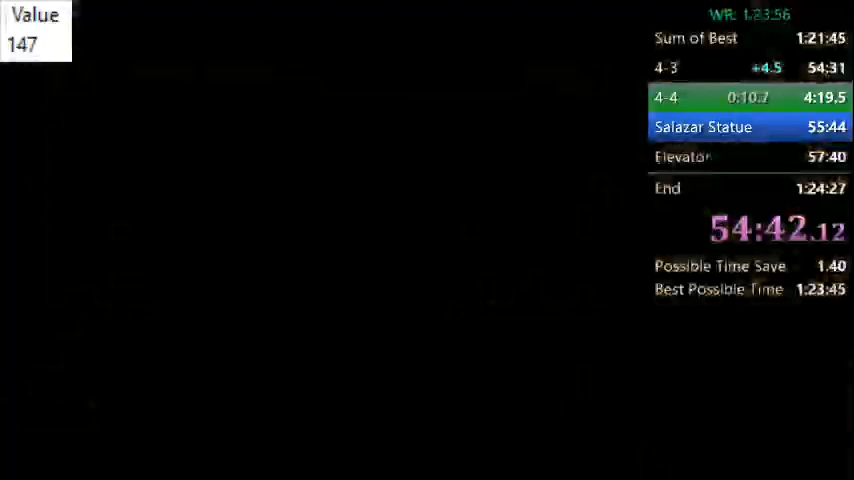 Value
147
WR: 1:23:56
Sum of Best 1:21:45
4-3 +4.5 54:31
4-4 0:10.7 4:19.5
Salazar Statue 55:44
Elevator 57:40
End 1:24:27
54:42.12
Possible Time Save 1.40
Best Possible Time 1:23:45